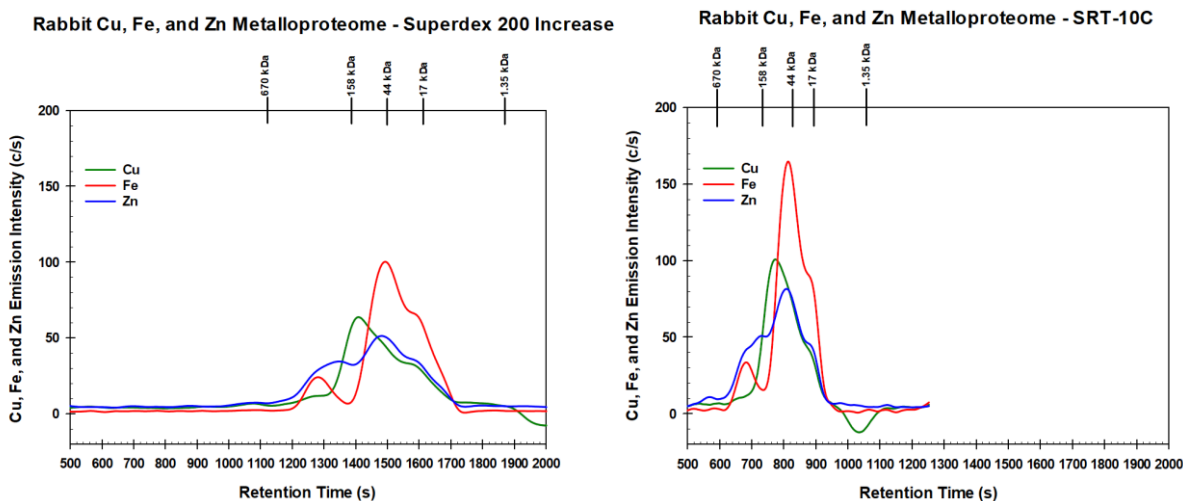 Rabbit Cu, Fe, and Zn Metalloproteome - Superdex 200 Increase
670 kDa
158 kDa
44 kDa
17 kDa
1.35 kDa
200
150
100
50
0
Cu, Fe, and Zn Emission Intensity (c/s)
Cu
Fe
Zn
500 600 700 800 900 1000 1100 1200 1300 1400 1500 1600 1700 1800 1900 2000
Retention Time (s)
Rabbit Cu, Fe, and Zn Metalloproteome - SRT-10C
670 kDa
158 kDa
44 kDa
17 kDa
1.35 kDa
200
150
100
50
0
Cu, Fe, and Zn Emission Intensity (c/s)
Cu
Fe
Zn
500 600 700 800 900 1000 1100 1200 1300 1400 1500 1600 1700 1800 1900 2000
Retention Time (s)